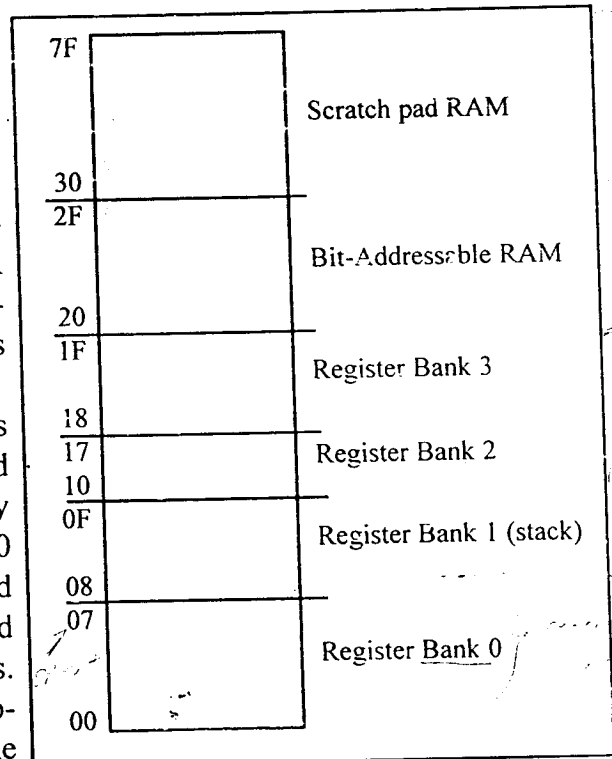 7F
Scratch pad RAM
30
2F
Bit-Addressable RAM
20
1F
Register Bank 3
18
17
Register Bank 2
10
0F
Register Bank 1 (stack)
08
07
Register Bank 0
00
s
s
d
y
0
d
d
s.
o-
e